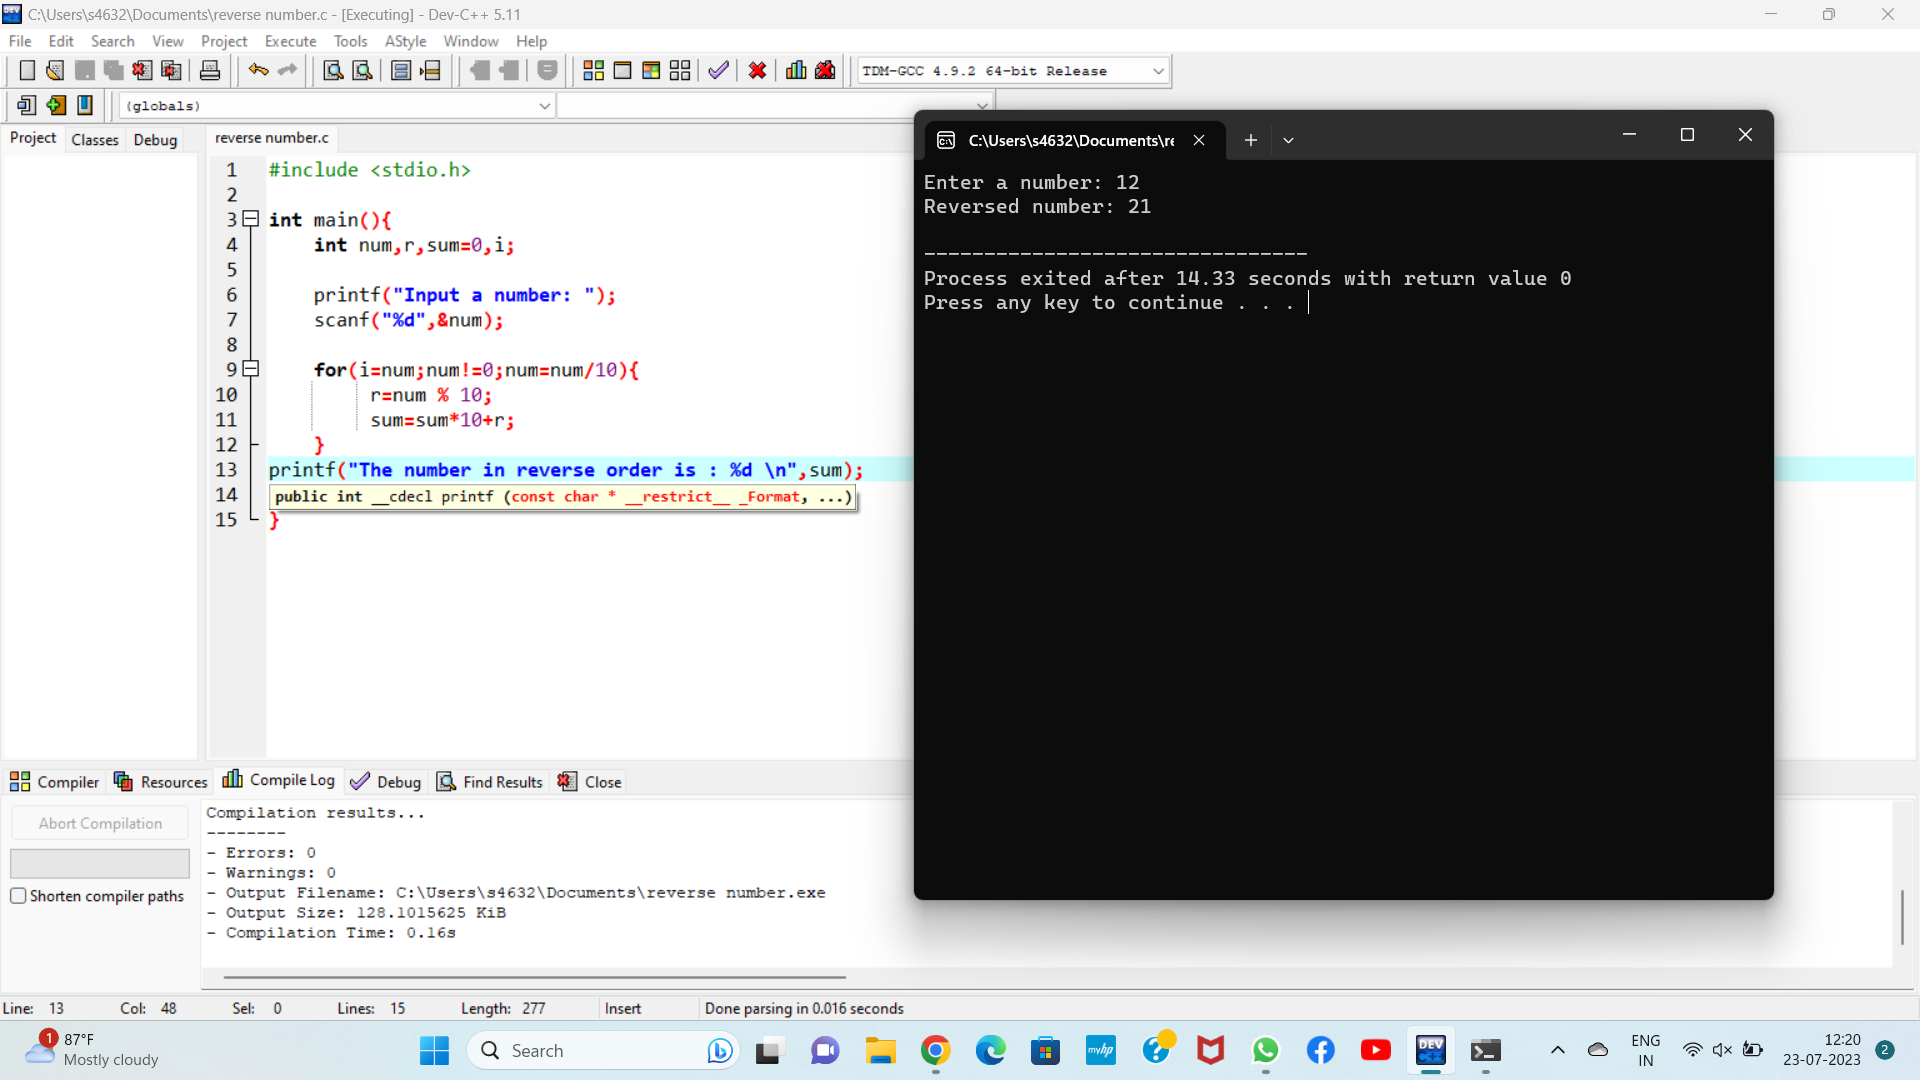 C:\Users\s4632\Documents\reverse number.c - [Executing] - Dev-C++ 5.11
File Edit Search View Project Execute Tools AStyle Window Help
TDM-GCC 4.9.2 64-bit Release
(globals)
Project Classes Debug
reverse number.c
1 #include <stdio.h>
2
3 int main(){
4 int num,r,sum=0,i;
5
6 printf("Input a number: ");
7 scanf("%d",&num);
8
9 for(i=num;num!=0;num=num/10){
10 r=num % 10;
11 sum=sum*10+r;
12 }
13 printf("The number in reverse order is : %d \n",sum);
14
public int __cdecl printf (const char * __restrict__ _Format, ...)
15 }
C:\Users\s4632\Documents\re
Enter a number: 12
Reversed number: 21
--------------------------------
Process exited after 14.33 seconds with return value 0
Press any key to continue . . .
Compiler Resources Compile Log Debug Find Results Close
Abort Compilation
Shorten compiler paths
Compilation results...
--------
- Errors: 0
- Warnings: 0
- Output Filename: C:\Users\s4632\Documents\reverse number.exe
- Output Size: 128.1015625 KiB
- Compilation Time: 0.16s
Line: 13 Col: 48 Sel: 0 Lines: 15 Length: 277 Insert Done parsing in 0.016 seconds
1
87°F
Mostly cloudy
Search
myhp
DEV
C++
ENG
IN
12:20
23-07-2023
2